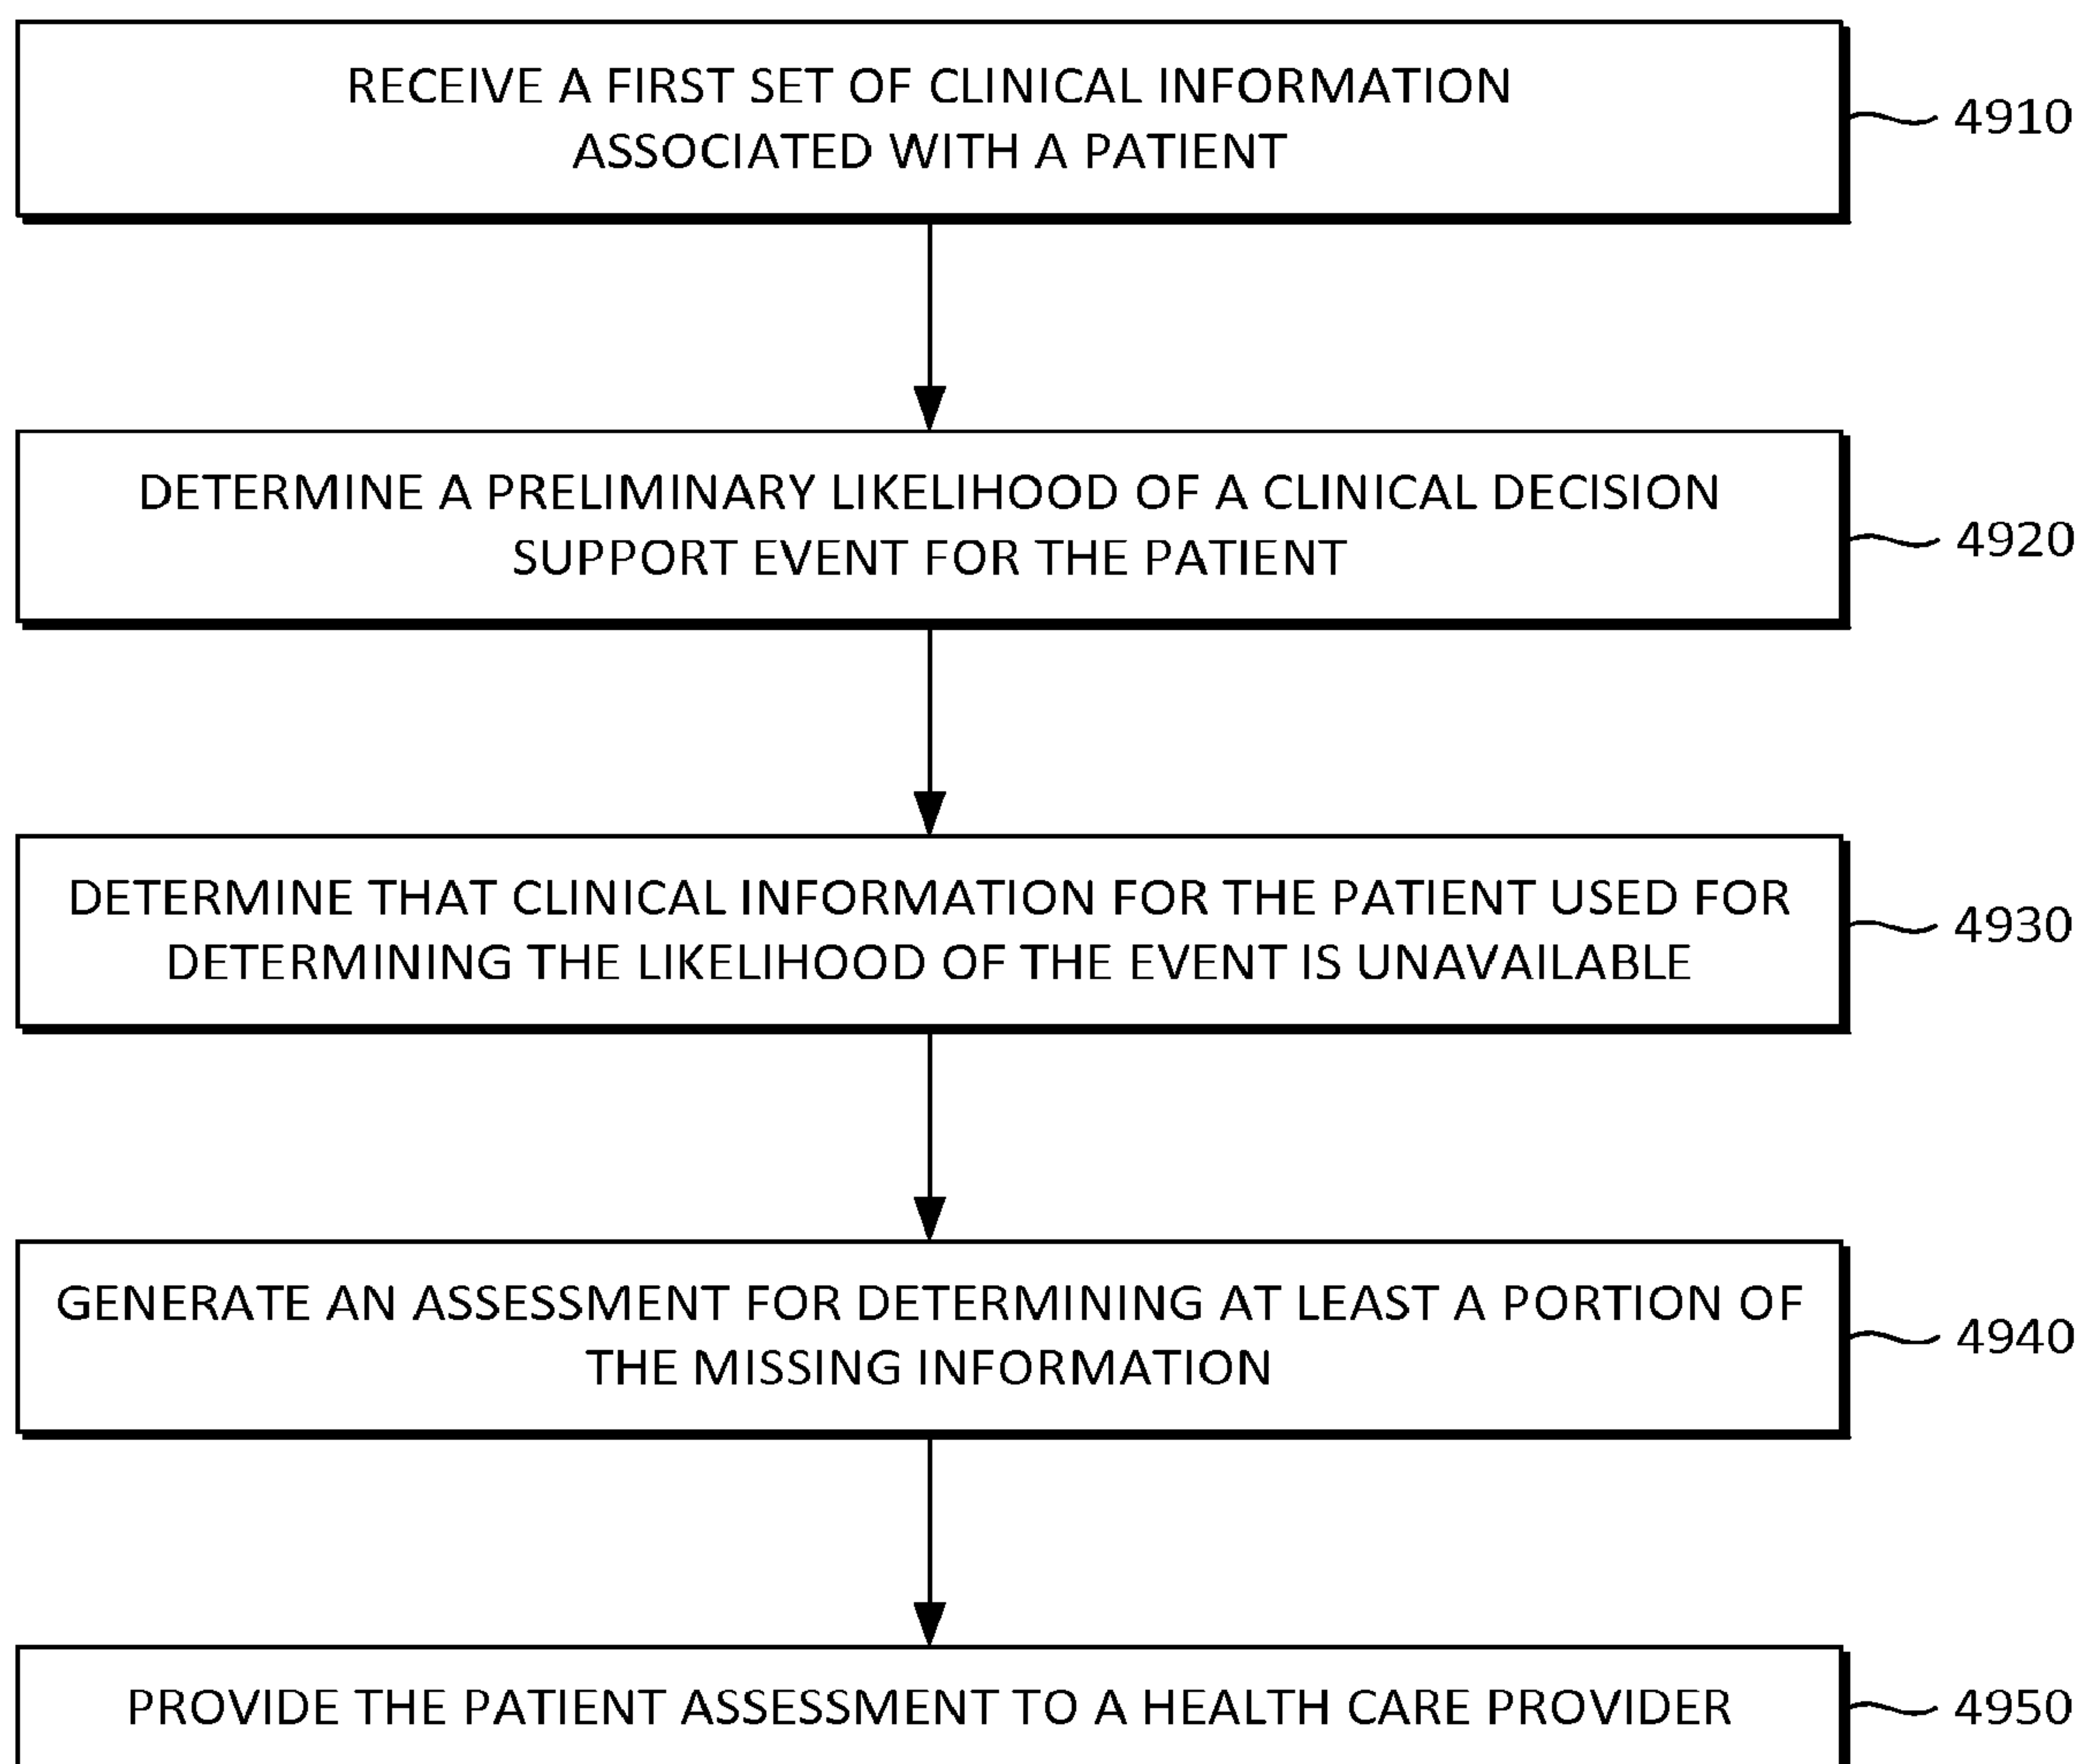 RECEIVE A FIRST SET OF CLINICAL INFORMATION
ASSOCIATED WITH A PATIENT
4910
DETERMINE A PRELIMINARY LIKELIHOOD OF A CLINICAL DECISION
SUPPORT EVENT FOR THE PATIENT
4920
DETERMINE THAT CLINICAL INFORMATION FOR THE PATIENT USED FOR
DETERMINING THE LIKELIHOOD OF THE EVENT IS UNAVAILABLE
4930
GENERATE AN ASSESSMENT FOR DETERMINING AT LEAST A PORTION OF
THE MISSING INFORMATION
4940
PROVIDE THE PATIENT ASSESSMENT TO A HEALTH CARE PROVIDER
4950